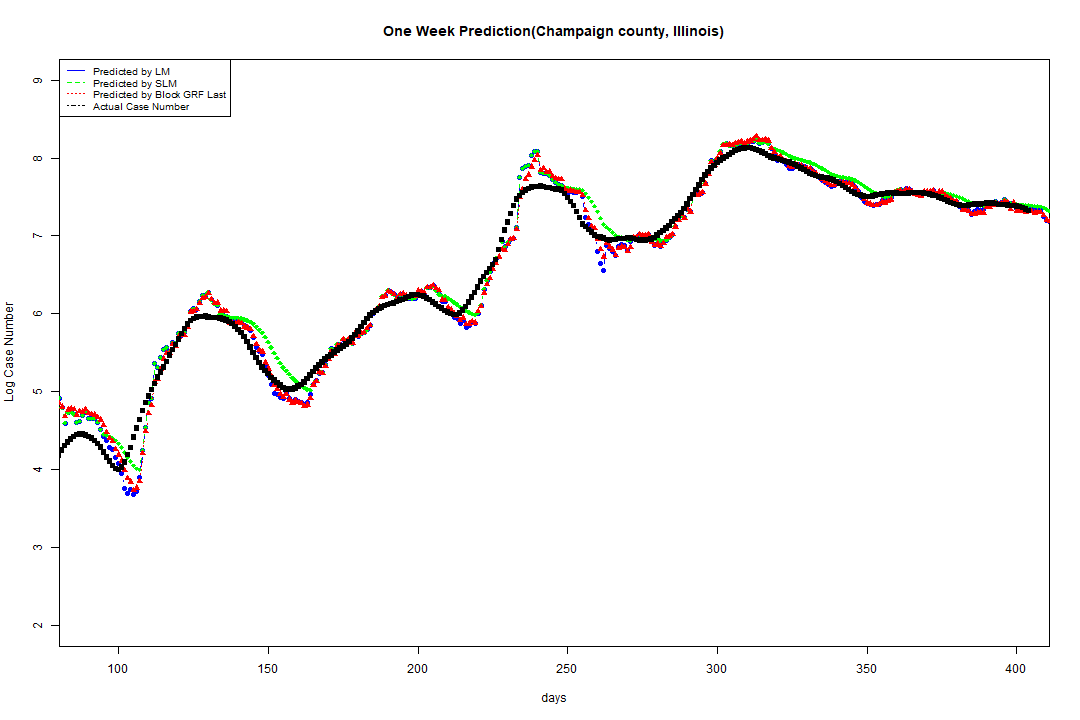 One Week Prediction(Champaign county, Illinois)
Predicted by LM
Predicted by SLM
Predicted by Block GRF Last
Actual Case Number
9
8
7
6
5
4
3
2
Log Case Number
100 150 200 250 300 350 400
days